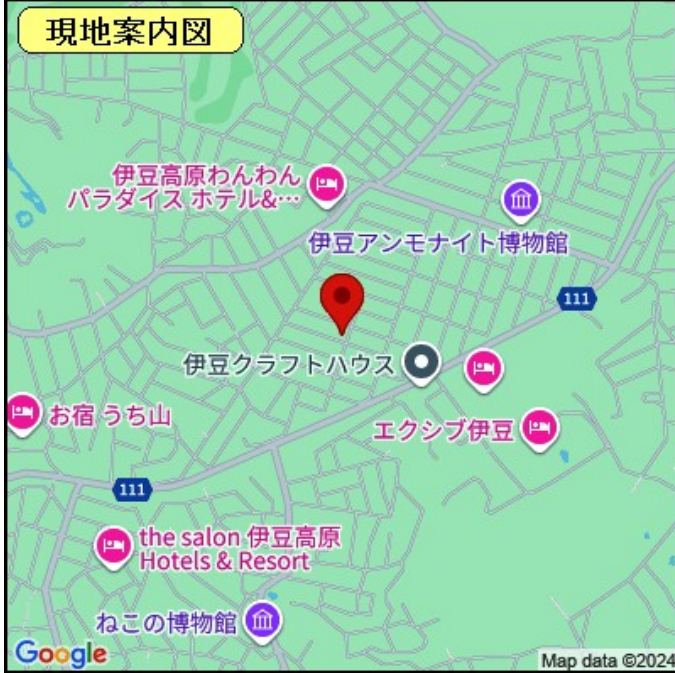 現地案内図
伊豆高原わんわん
パラダイス ホテル&…
伊豆アンモナイト博物館
111
伊豆クラフトハウス
お宿 うち山
エクシブ伊豆
111
the salon 伊豆高原
Hotels & Resort
ねこの博物館
Google
Map data ©2024